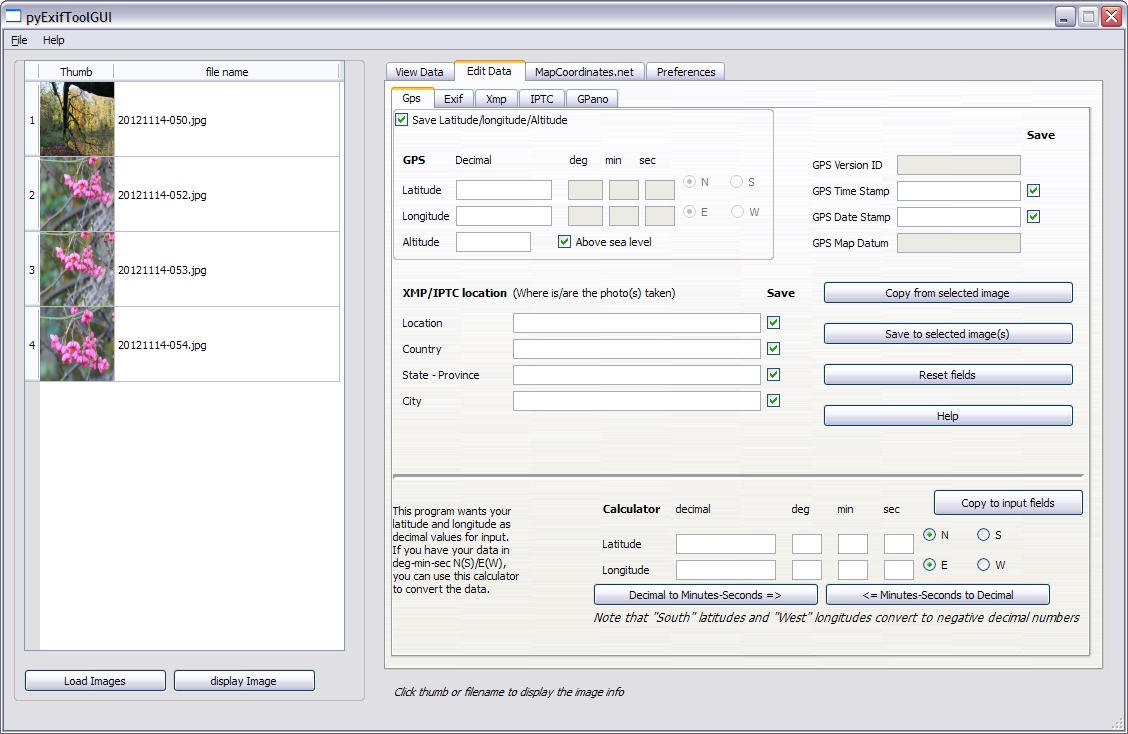 pyExifToolGUI
File Help
Thumb file name
1 20121114-050.jpg
2 20121114-052.jpg
3 20121114-053.jpg
4 20121114-054.jpg
Load Images display Image
View Data Edit Data MapCoordinates.net Preferences
Gps Exif Xmp IPTC GPano
Save Latitude/longitude/Altitude
GPS Decimal deg min sec
Latitude N S
Longitude E W
Altitude Above sea level
Save
GPS Version ID
GPS Time Stamp
GPS Date Stamp
GPS Map Datum
XMP/IPTC location (Where is/are the photo(s) taken) Save
Location
Country
State - Province
City
Copy from selected image
Save to selected image(s)
Reset fields
Help
This program wants your
latitude and longitude as
decimal values for input.
If you have your data in
deg-min-sec N(S)/E(W),
you can use this calculator
to convert the data.
Copy to input fields
Calculator decimal deg min sec
Latitude N S
Longitude E W
Decimal to Minutes-Seconds => <= Minutes-Seconds to Decimal
Note that "South" latitudes and "West" longitudes convert to negative decimal numbers
Click thumb or filename to display the image info